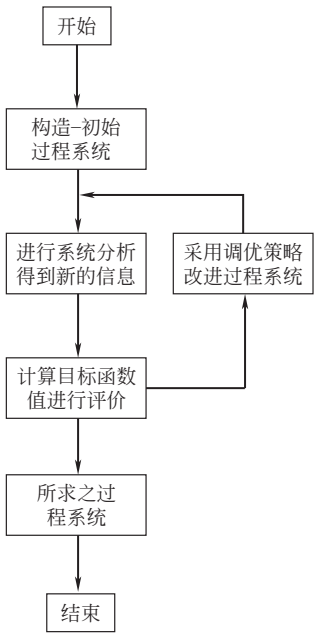 开始
构造–初始
过程系统
进行系统分析
得到新的信息
采用调优策略
改进过程系统
计算目标函数
值进行评价
所求之过
程系统
结束